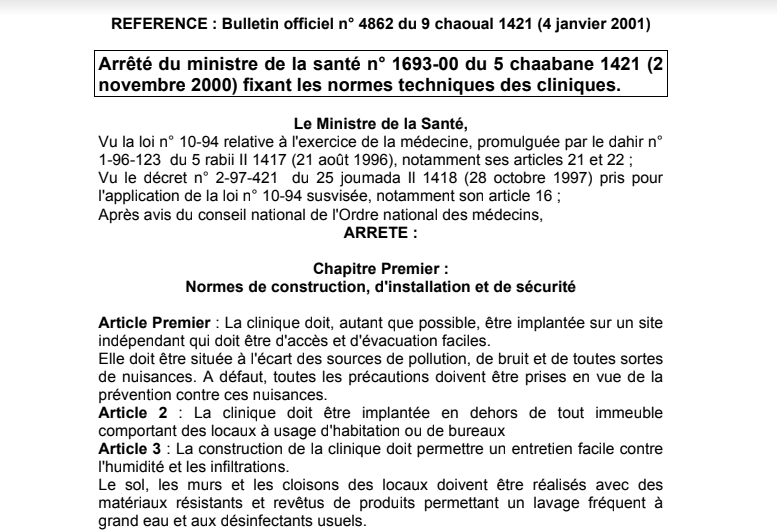 REFERENCE : Bulletin officiel n° 4862 du 9 chaoual 1421 (4 janvier 2001)
Arrêté du ministre de la santé n° 1693-00 du 5 chaabane 1421 (2
novembre 2000) fixant les normes techniques des cliniques.
Le Ministre de la Santé,
Vu la loi n° 10-94 relative à l'exercice de la médecine, promulguée par le dahir n°
1-96-123 du 5 rabii II 1417 (21 août 1996), notamment ses articles 21 et 22 ;
Vu le décret n° 2-97-421 du 25 joumada II 1418 (28 octobre 1997) pris pour
l'application de la loi n° 10-94 susvisée, notamment son article 16 ;
Après avis du conseil national de l'Ordre national des médecins,
ARRETE :
Chapitre Premier :
Normes de construction, d'installation et de sécurité
Article Premier : La clinique doit, autant que possible, être implantée sur un site
indépendant qui doit être d'accès et d'évacuation faciles.
Elle doit être située à l'écart des sources de pollution, de bruit et de toutes sortes
de nuisances. A défaut, toutes les précautions doivent être prises en vue de la
prévention contre ces nuisances.
Article 2 : La clinique doit être implantée en dehors de tout immeuble
comportant des locaux à usage d'habitation ou de bureaux
Article 3 : La construction de la clinique doit permettre un entretien facile contre
l'humidité et les infiltrations.
Le sol, les murs et les cloisons des locaux doivent être réalisés avec des
matériaux résistants et revêtus de produits permettant un lavage fréquent à
grand eau et aux désinfectants usuels.